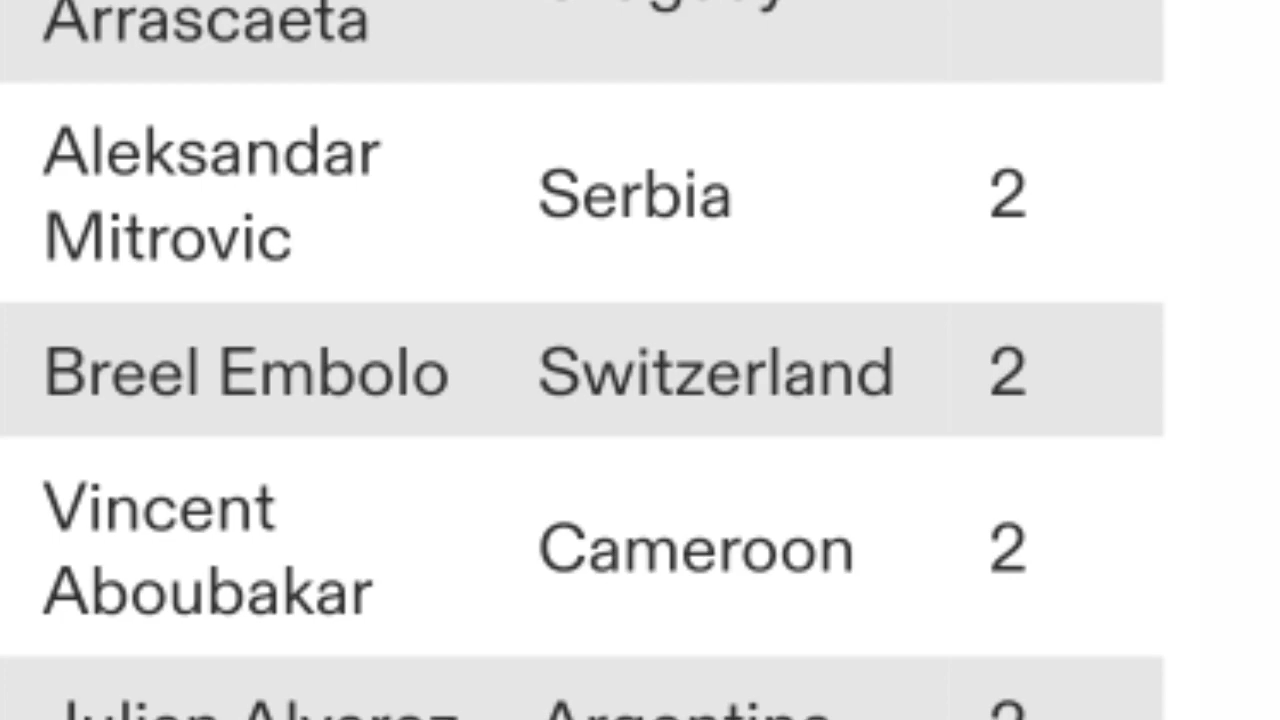 Arrascaeta
Aleksandar
Mitrovic
Serbia
2
Breel Embolo
Switzerland
2
Vincent
Aboubakar
Cameroon
2